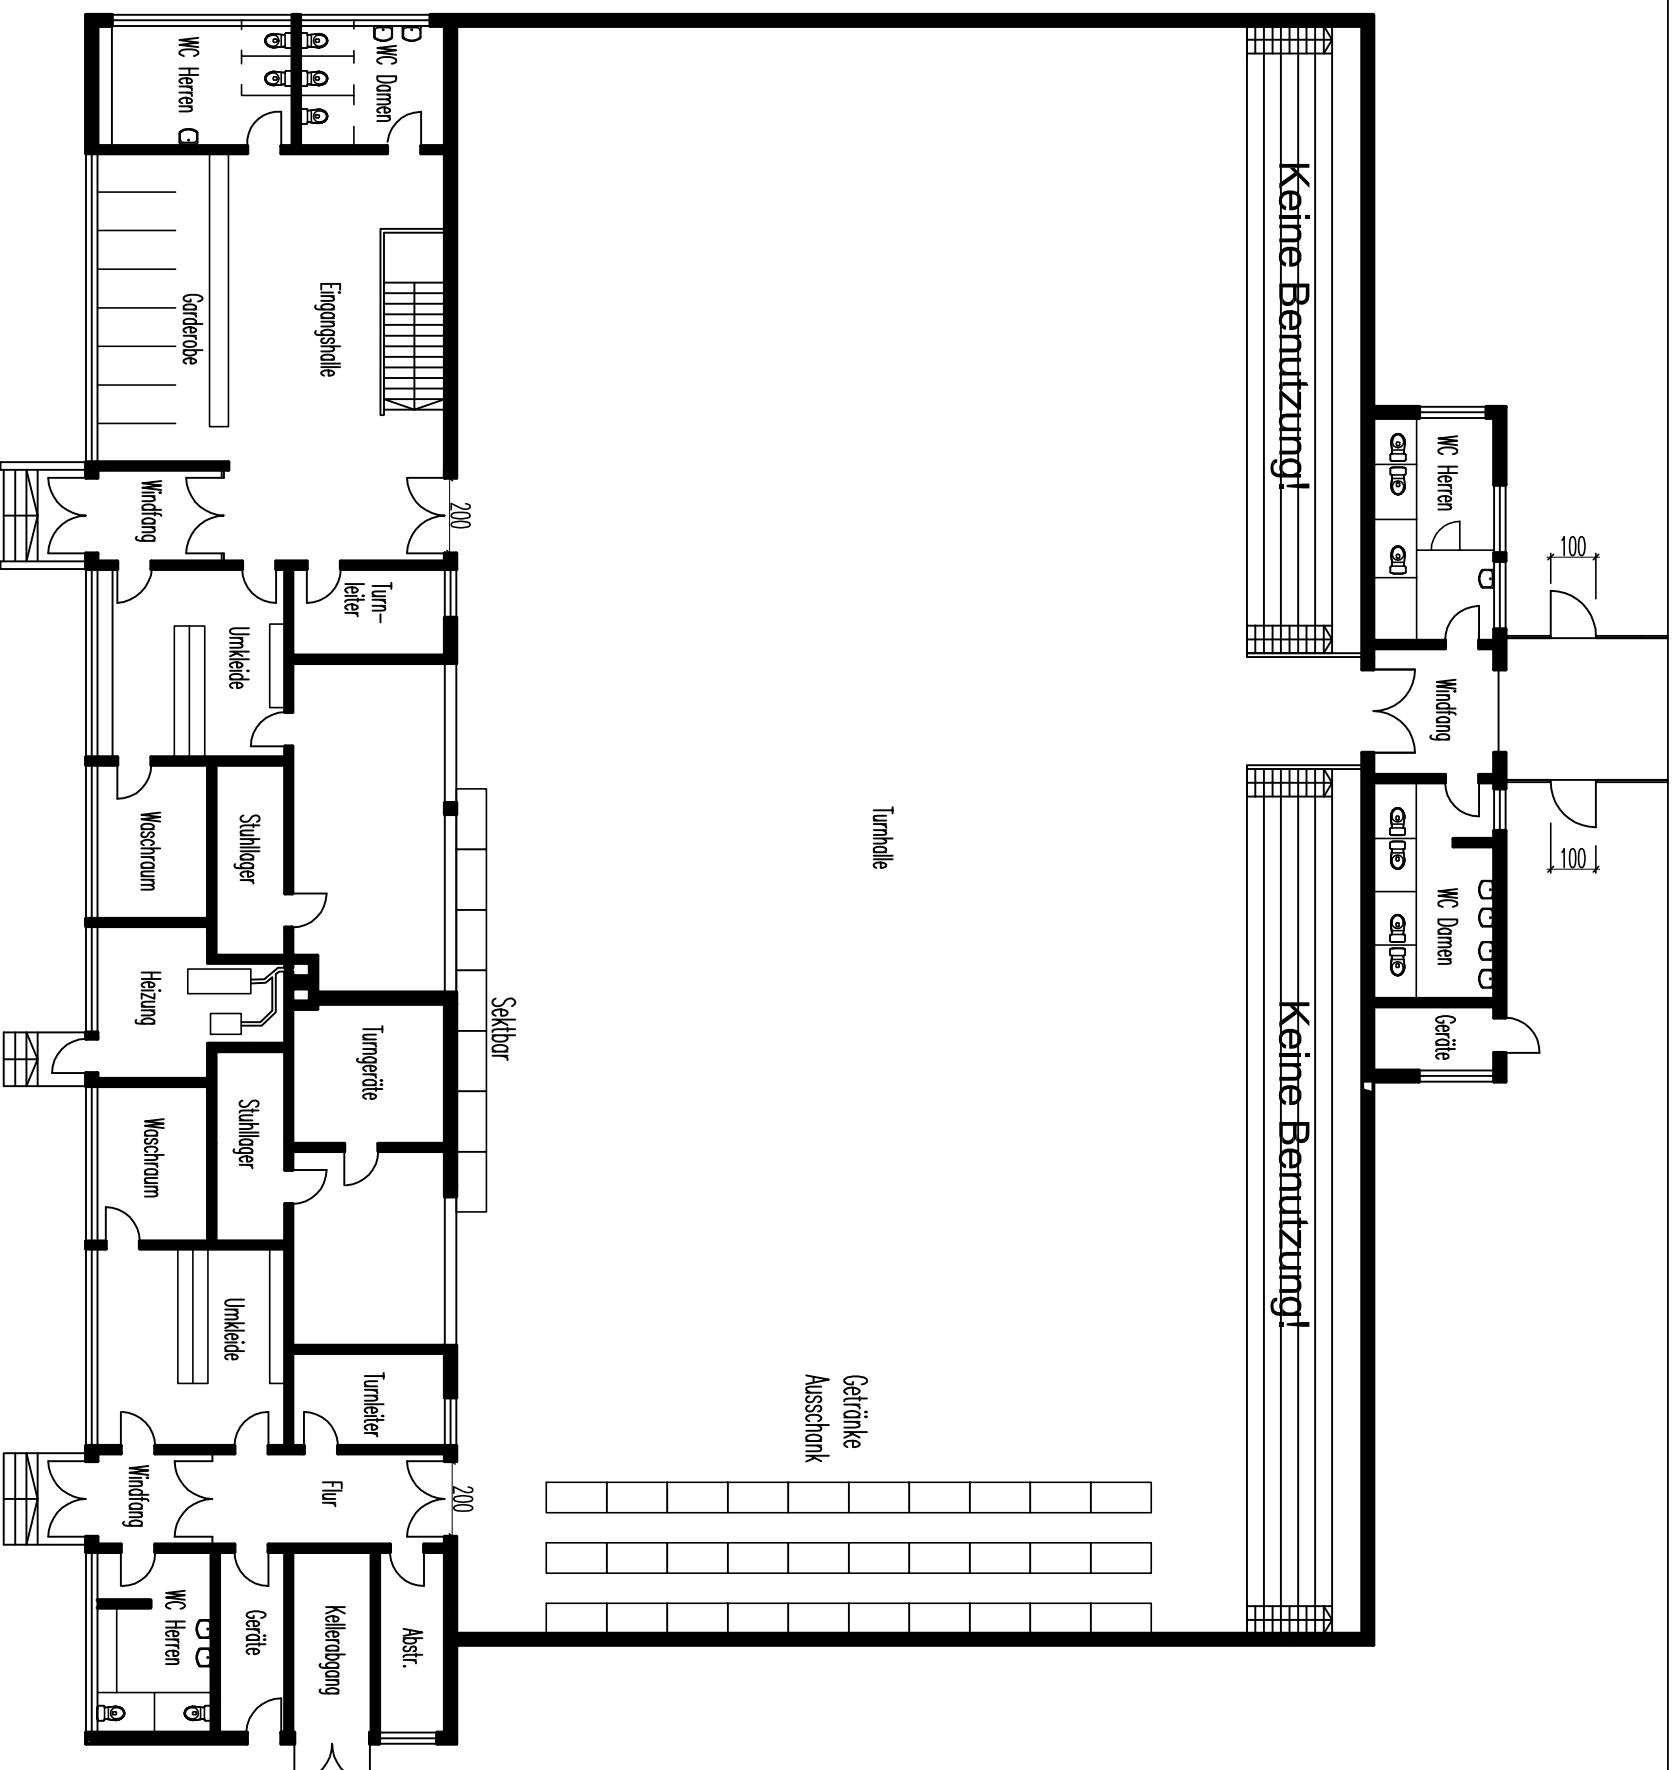 WC Herren
WC Damen
Garderobe
Eingangshalle
Windfang
200
Turn-
leiter
Umkleide
Waschraum
Stuhllager
Heizung
Turngeräte
Sektbar
Waschraum
Stuhllager
Umkleide
Turnleiter
Windfang
Flur
200
WC Herren
Geräte
Kellerabgang
Abstr.
Turnhalle
Getränke
Ausschank
Keine Benutzung!
Keine Benutzung!
WC Herren
Windfang
WC Damen
Geräte
100
100